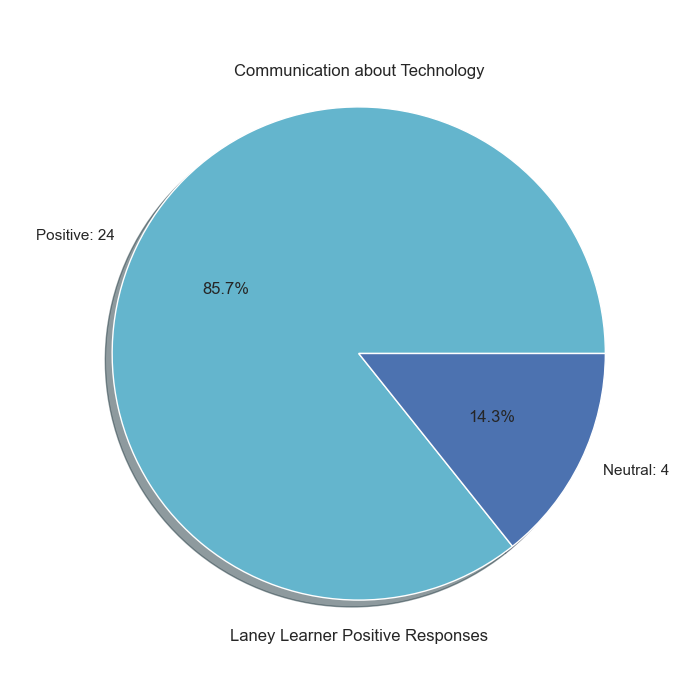 Communication about Technology
Positive: 24
85.7%
14.3%
Neutral: 4
Laney Learner Positive Responses